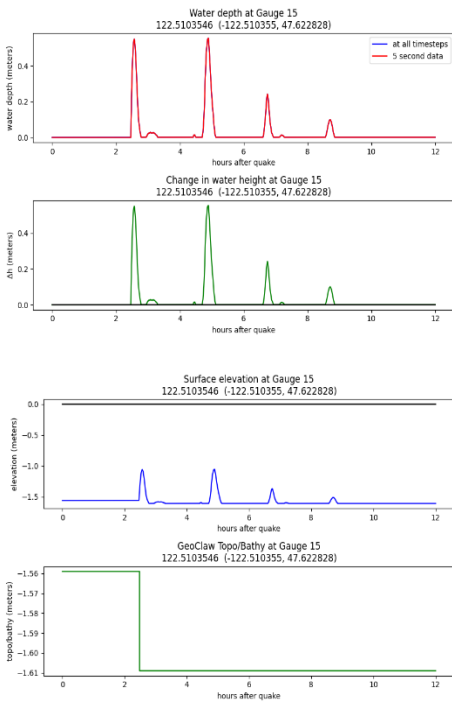 Water depth at Gauge 15
122.5103546 (-122.510355, 47.622828)
at all timesteps
5 second data
water depth (meters)
0.4
0.2
0.0
0 2 4 6 8 10 12
hours after quake
Change in water height at Gauge 15
122.5103546 (-122.510355, 47.622828)
Δh (meters)
0.4
0.2
0.0
0 2 4 6 8 10 12
hours after quake
Surface elevation at Gauge 15
122.5103546 (-122.510355, 47.622828)
elevation (meters)
0.0
−0.5
−1.0
−1.5
0 2 4 6 8 10 12
hours after quake
GeoClaw Topo/Bathy at Gauge 15
122.5103546 (-122.510355, 47.622828)
topo/bathy (meters)
−1.56
−1.57
−1.58
−1.59
−1.60
−1.61
0 2 4 6 8 10 12
hours after quake